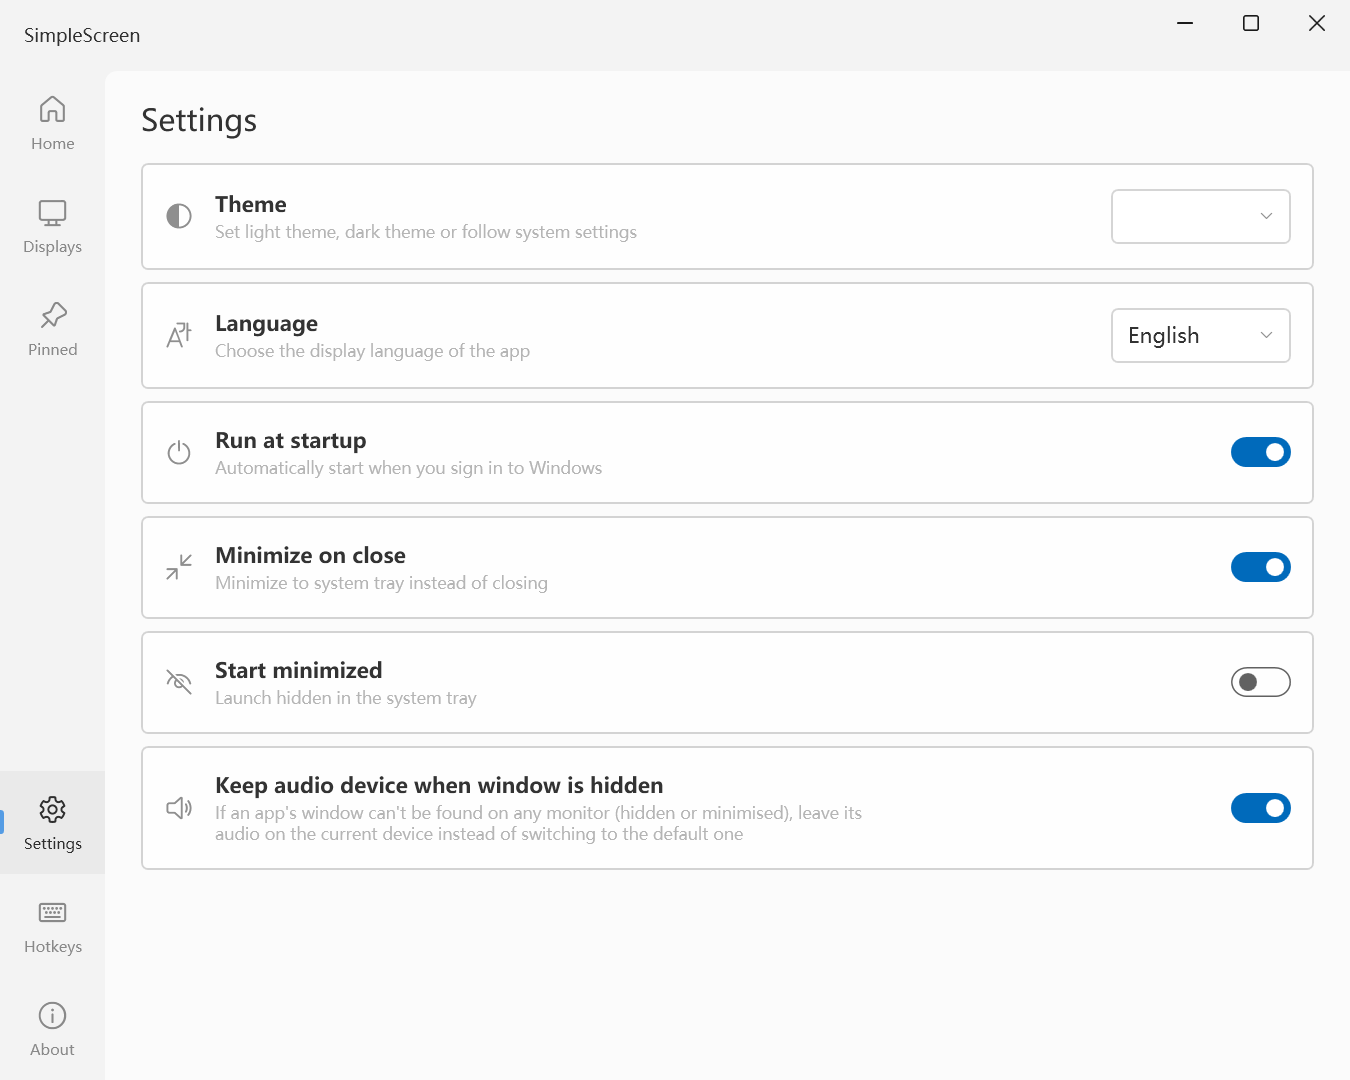 SimpleScreen
Home
Displays
Pinned
Settings
Hotkeys
About
Settings
Theme
Set light theme, dark theme or follow system settings
Language
Choose the display language of the app
English
Run at startup
Automatically start when you sign in to Windows
Minimize on close
Minimize to system tray instead of closing
Start minimized
Launch hidden in the system tray
Keep audio device when window is hidden
If an app's window can't be found on any monitor (hidden or minimised), leave its
audio on the current device instead of switching to the default one